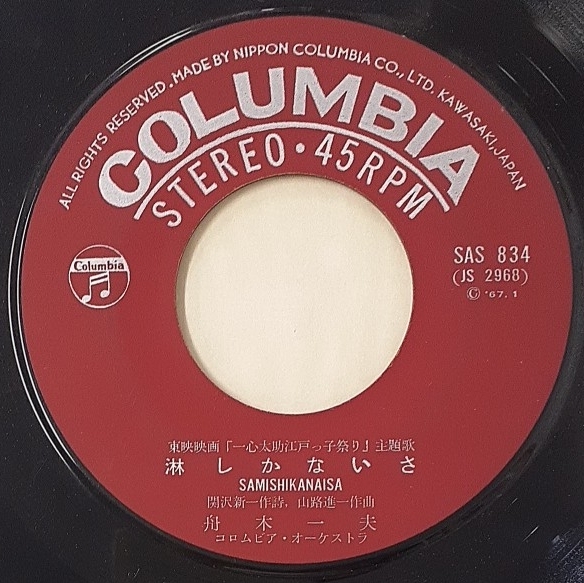 ALL RIGHTS RESERVED. MADE BY NIPPON COLUMBIA CO., LTD. KAWASAKI, JAPAN
COLUMBIA
STEREO・45RPM
Columbia
SAS 834
(JS 2968)
© '67. 1
東映映画『一心太助江戸っ子祭り』主題歌
淋しかないさ
SAMISHIKANAISA
関沢新一作詩，山路進一作曲
舟木一夫
コロムビア・オーケストラ